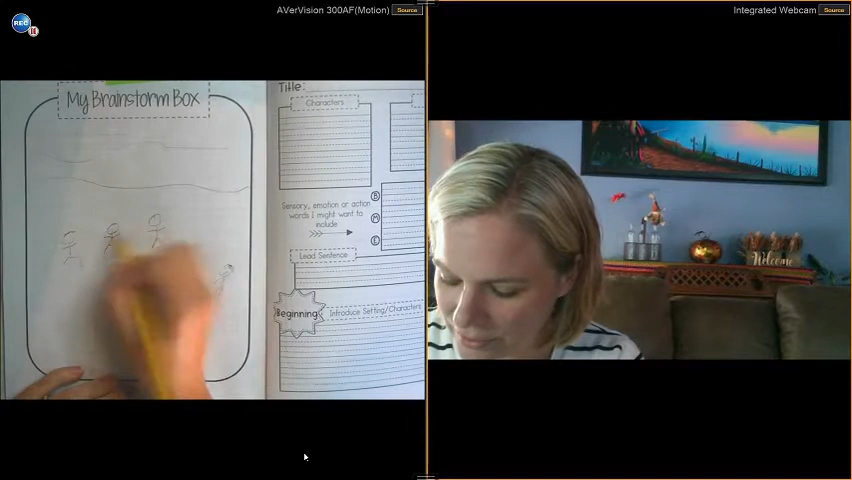 AVerVision 300AF(Motion) Source
Integrated Webcam Source
REC
My Brainstorm Box
Title:
Characters
Sensory, emotion or action
words I might want to
include
B
M
E
Lead Sentence
Beginning
Introduce Setting/Characters
Welcome